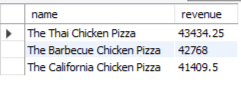 name revenue
The Thai Chicken Pizza 43434.25
The Barbecue Chicken Pizza 42768
The California Chicken Pizza 41409.5